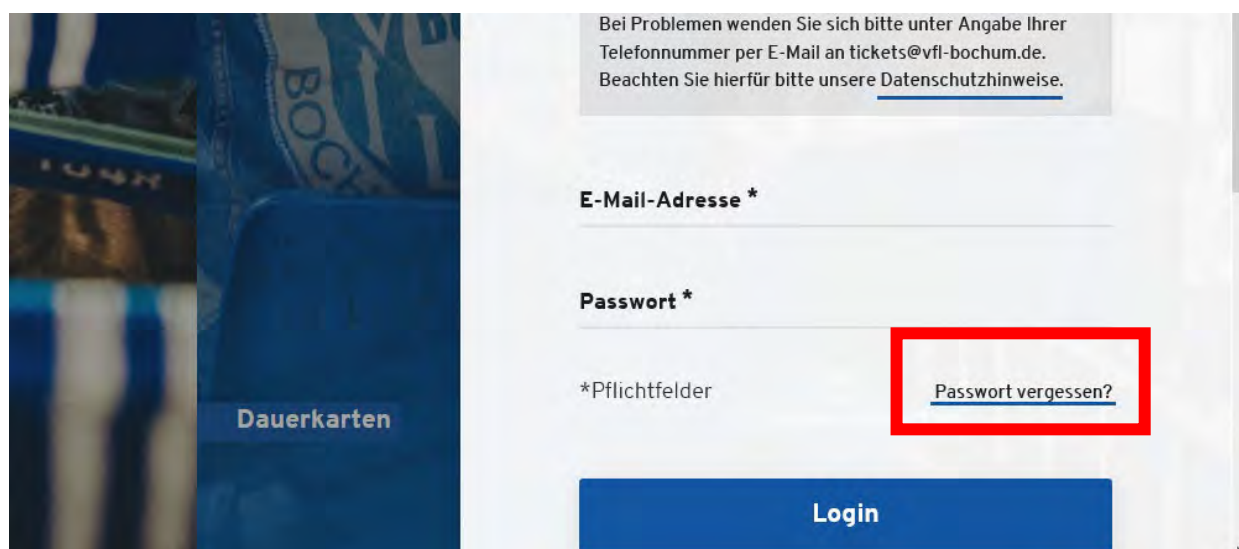 Bei Problemen wenden Sie sich bitte unter Angabe Ihrer
Telefonnummer per E-Mail an tickets@vfl-bochum.de.
Beachten Sie hierfür bitte unsere Datenschutzhinweise.
E-Mail-Adresse *
Passwort *
*Pflichtfelder
Passwort vergessen?
Dauerkarten
Login